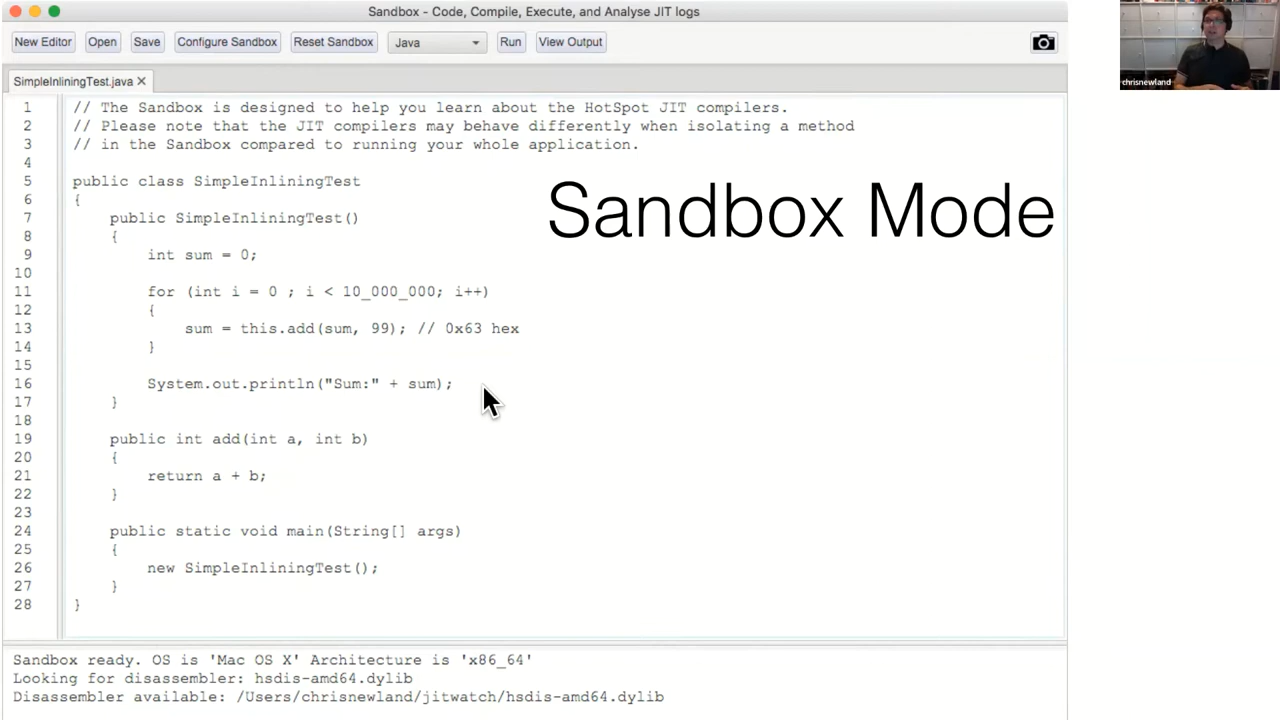 Sandbox - Code, Compile, Execute, and Analyse JIT logs
New Editor Open Save Configure Sandbox Reset Sandbox Java Run View Output
chrisnewland
SimpleInliningTest.java
1 // The Sandbox is designed to help you learn about the HotSpot JIT compilers.
2 // Please note that the JIT compilers may behave differently when isolating a method
3 // in the Sandbox compared to running your whole application.
4
5 public class SimpleInliningTest
6 {
Sandbox Mode
7 public SimpleInliningTest()
8 {
9 int sum = 0;
10
11 for (int i = 0 ; i < 10_000_000; i++)
12 {
13 sum = this.add(sum, 99); // 0x63 hex
14 }
15
16 System.out.println("Sum:" + sum);
17 }
18
19 public int add(int a, int b)
20 {
21 return a + b;
22 }
23
24 public static void main(String[] args)
25 {
26 new SimpleInliningTest();
27 }
28 }
Sandbox ready. OS is 'Mac OS X' Architecture is 'x86_64'
Looking for disassembler: hsdis-amd64.dylib
Disassembler available: /Users/chrisnewland/jitwatch/hsdis-amd64.dylib